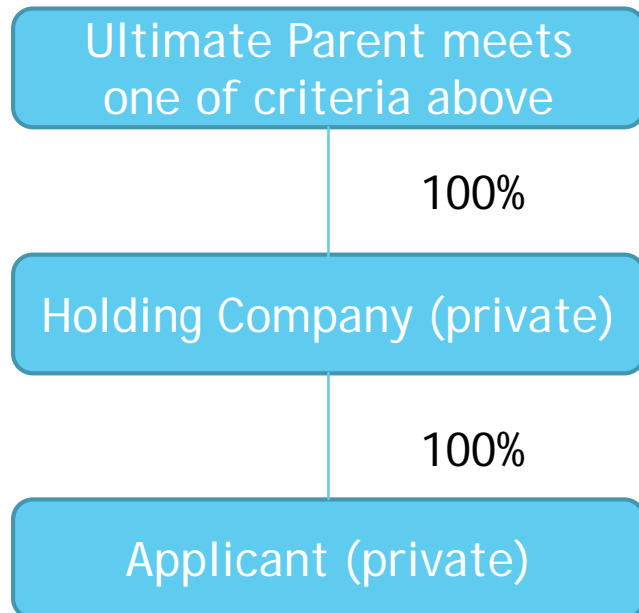 Ultimate Parent meets
one of criteria above
100%
Holding Company (private)
100%
Applicant (private)